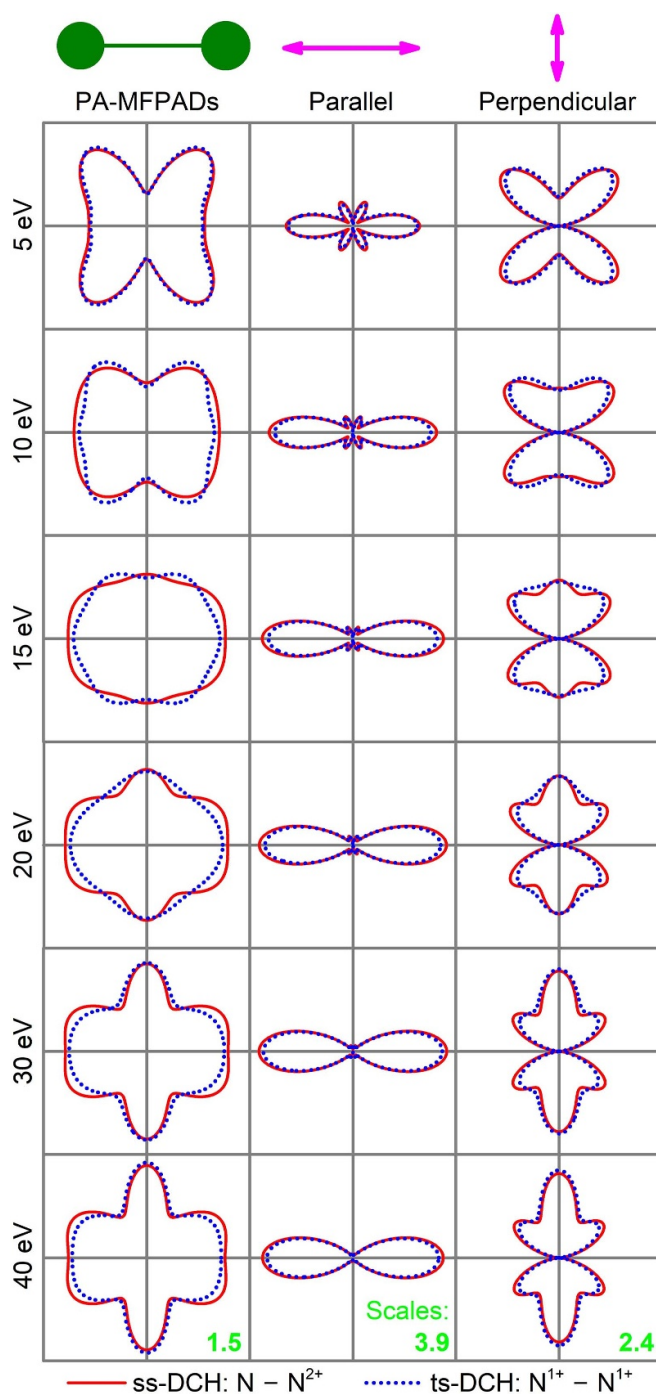 PA-MFPADs Parallel Perpendicular
5 eV
10 eV
15 eV
20 eV
30 eV
40 eV
Scales:
1.5 3.9 2.4
ss-DCH: N – N²⁺ ts-DCH: N¹⁺ – N¹⁺